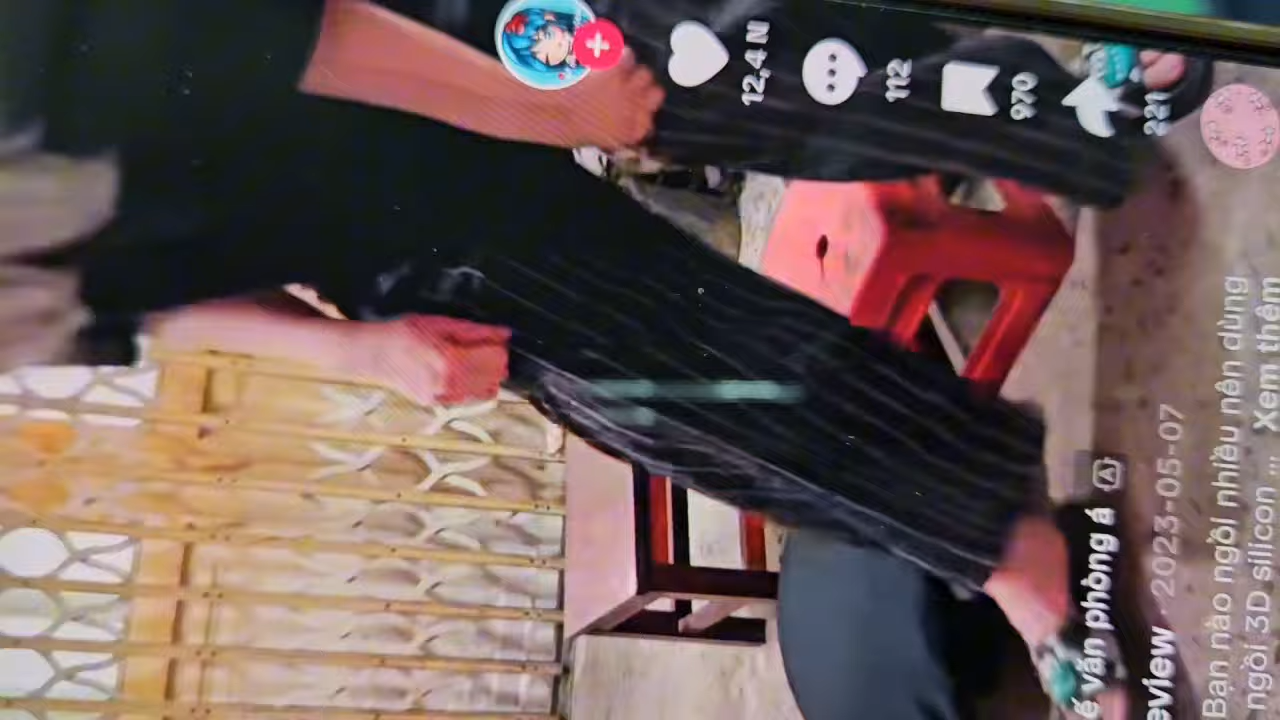 12,4 N
112
970
221
ế văn phòng á
eview · 2023-05-07
Bạn nào ngồi nhiều nên dùng
ngồi 3D silicon ... Xem thêm